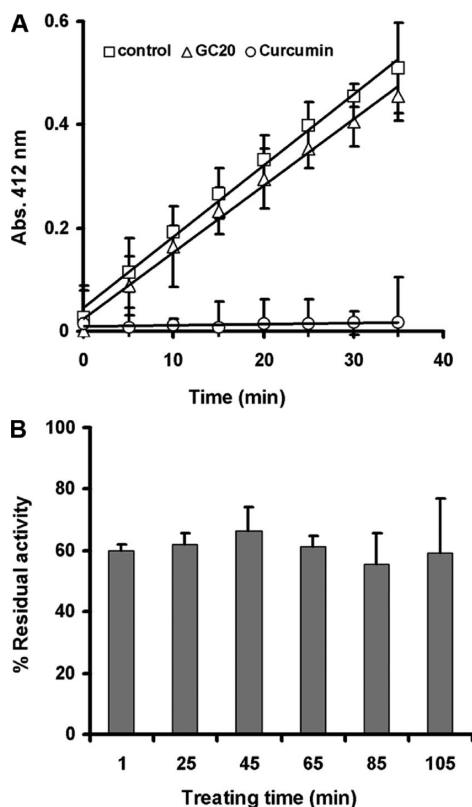 A
control GC20 Curcumin
0.6
0.4
0.2
0
Abs. 412 nm
0 10 20 30 40
Time (min)
B
100
80
60
40
20
0
% Residual activity
1 25 45 65 85 105
Treating time (min)